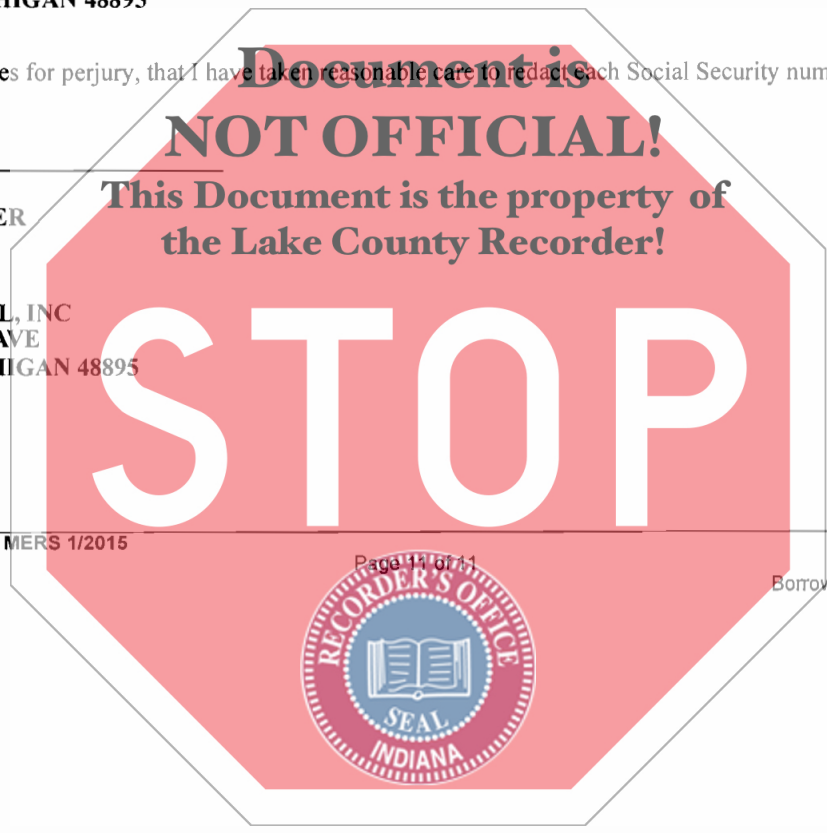 HIGAN 48895
Document is
es for perjury, that I have taken reasonable care to redact each Social Security num
NOT OFFICIAL!
This Document is the property of
ER
the Lake County Recorder!
L, INC
AVE
HIGAN 48895
STOP
MERS 1/2015
Page 11 of 11
Borrow
RECORDER'S OFFICE
SEAL
INDIANA